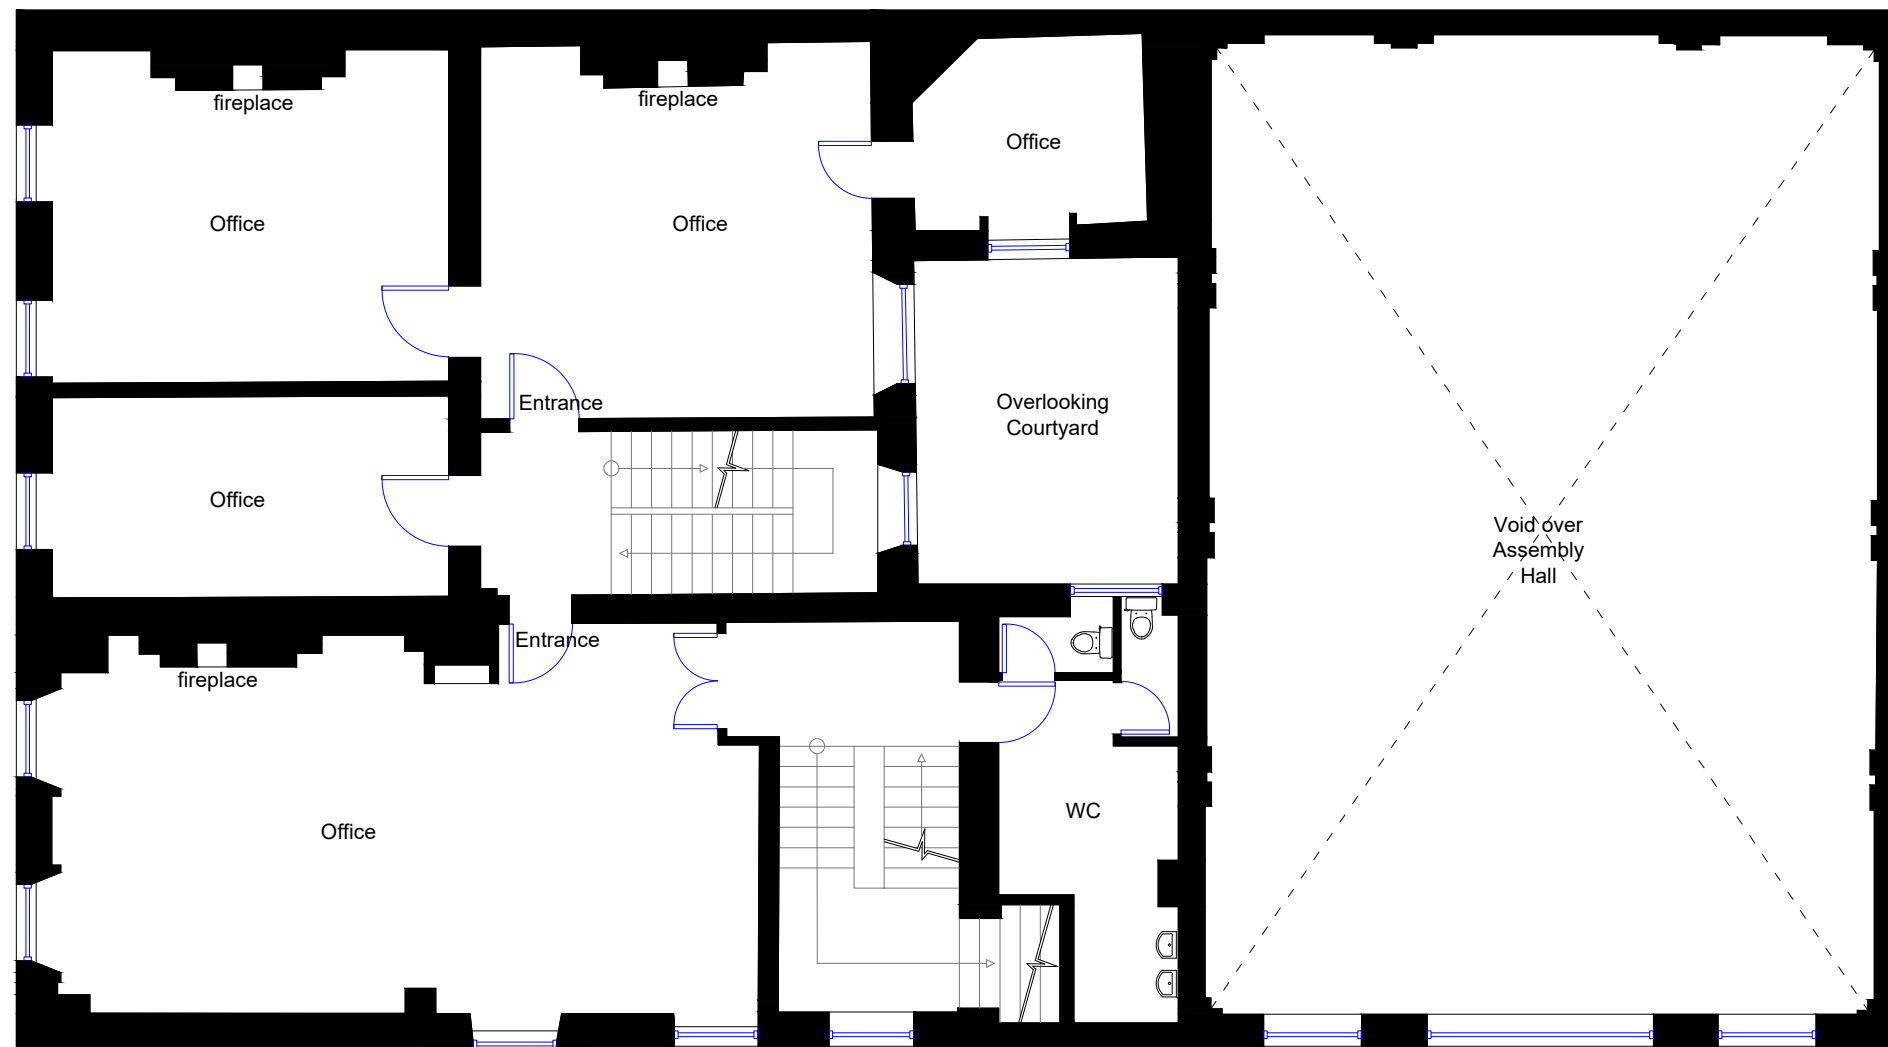 fireplace
fireplace
Office
Office
Office
Entrance
Overlooking
Courtyard
Office
Void over
Assembly
Hall
Entrance
fireplace
WC
Office